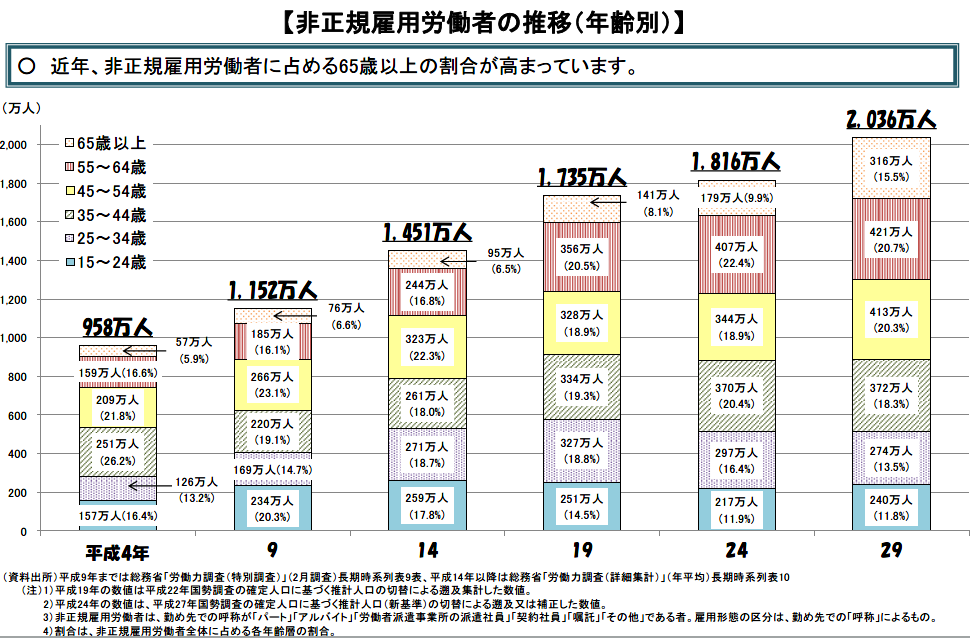 【非正規雇用労働者の推移（年齢別）】
○　近年、非正規雇用労働者に占める65歳以上の割合が高まっています。
（万人）
2,000
1,800
1,600
1,400
1,200
1,000
800
600
400
200
0
65歳以上
55～64歳
45～54歳
35～44歳
25～34歳
15～24歳
958万人
57万人
(5.9%)
159万人(16.6%)
209万人
(21.8%)
251万人
(26.2%)
126万人
(13.2%)
157万人(16.4%)
平成4年
1,152万人
76万人
(6.6%)
185万人
(16.1%)
266万人
(23.1%)
220万人
(19.1%)
169万人(14.7%)
234万人
(20.3%)
9
1,451万人
95万人
(6.5%)
244万人
(16.8%)
323万人
(22.3%)
261万人
(18.0%)
271万人
(18.7%)
259万人
(17.8%)
14
1,735万人
141万人
(8.1%)
356万人
(20.5%)
328万人
(18.9%)
334万人
(19.3%)
327万人
(18.8%)
251万人
(14.5%)
19
1,816万人
179万人(9.9%)
407万人
(22.4%)
344万人
(18.9%)
370万人
(20.4%)
297万人
(16.4%)
217万人
(11.9%)
24
2,036万人
316万人
(15.5%)
421万人
(20.7%)
413万人
(20.3%)
372万人
(18.3%)
274万人
(13.5%)
240万人
(11.8%)
29
（資料出所）平成9年までは総務省「労働力調査（特別調査）」（2月調査）長期時系列表9表、平成14年以降は総務省「労働力調査（詳細集計）」（年平均）長期時系列表10
（注）1）平成19年の数値は平成22年国勢調査の確定人口に基づく推計人口の切替による遡及集計した数値。
2）平成24年の数値は、平成27年国勢調査の確定人口に基づく推計人口（新基準）の切替による遡及又は補正した数値。
3）非正規雇用労働者は、勤め先での呼称が「パート」「アルバイト」「労働者派遣事業所の派遣社員」「契約社員」「嘱託」「その他」である者。雇用形態の区分は、勤め先での「呼称」によるもの。
4）割合は、非正規雇用労働者全体に占める各年齢層の割合。